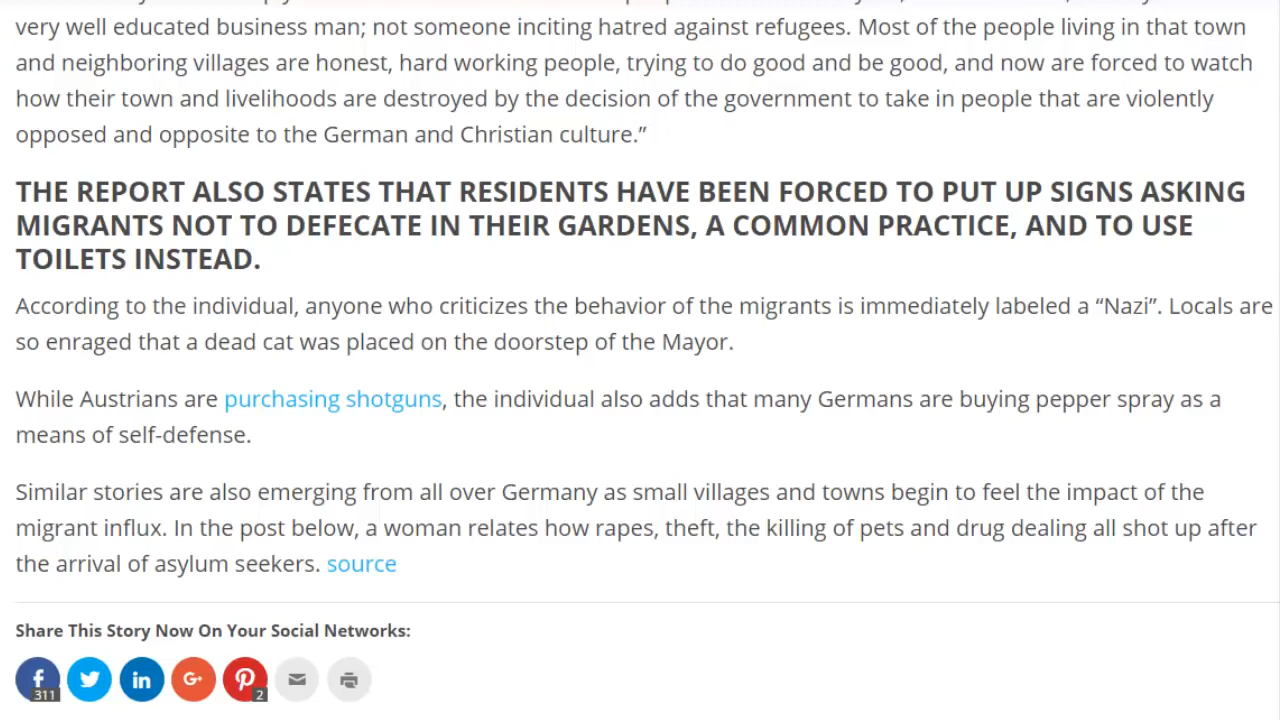 very well educated business man; not someone inciting hatred against refugees. Most of the people living in that town
and neighboring villages are honest, hard working people, trying to do good and be good, and now are forced to watch
how their town and livelihoods are destroyed by the decision of the government to take in people that are violently
opposed and opposite to the German and Christian culture.”
THE REPORT ALSO STATES THAT RESIDENTS HAVE BEEN FORCED TO PUT UP SIGNS ASKING
MIGRANTS NOT TO DEFECATE IN THEIR GARDENS, A COMMON PRACTICE, AND TO USE
TOILETS INSTEAD.
According to the individual, anyone who criticizes the behavior of the migrants is immediately labeled a “Nazi”. Locals are
so enraged that a dead cat was placed on the doorstep of the Mayor.
While Austrians are purchasing shotguns, the individual also adds that many Germans are buying pepper spray as a
means of self-defense.
Similar stories are also emerging from all over Germany as small villages and towns begin to feel the impact of the
migrant influx. In the post below, a woman relates how rapes, theft, the killing of pets and drug dealing all shot up after
the arrival of asylum seekers. source
Share This Story Now On Your Social Networks:
311
2